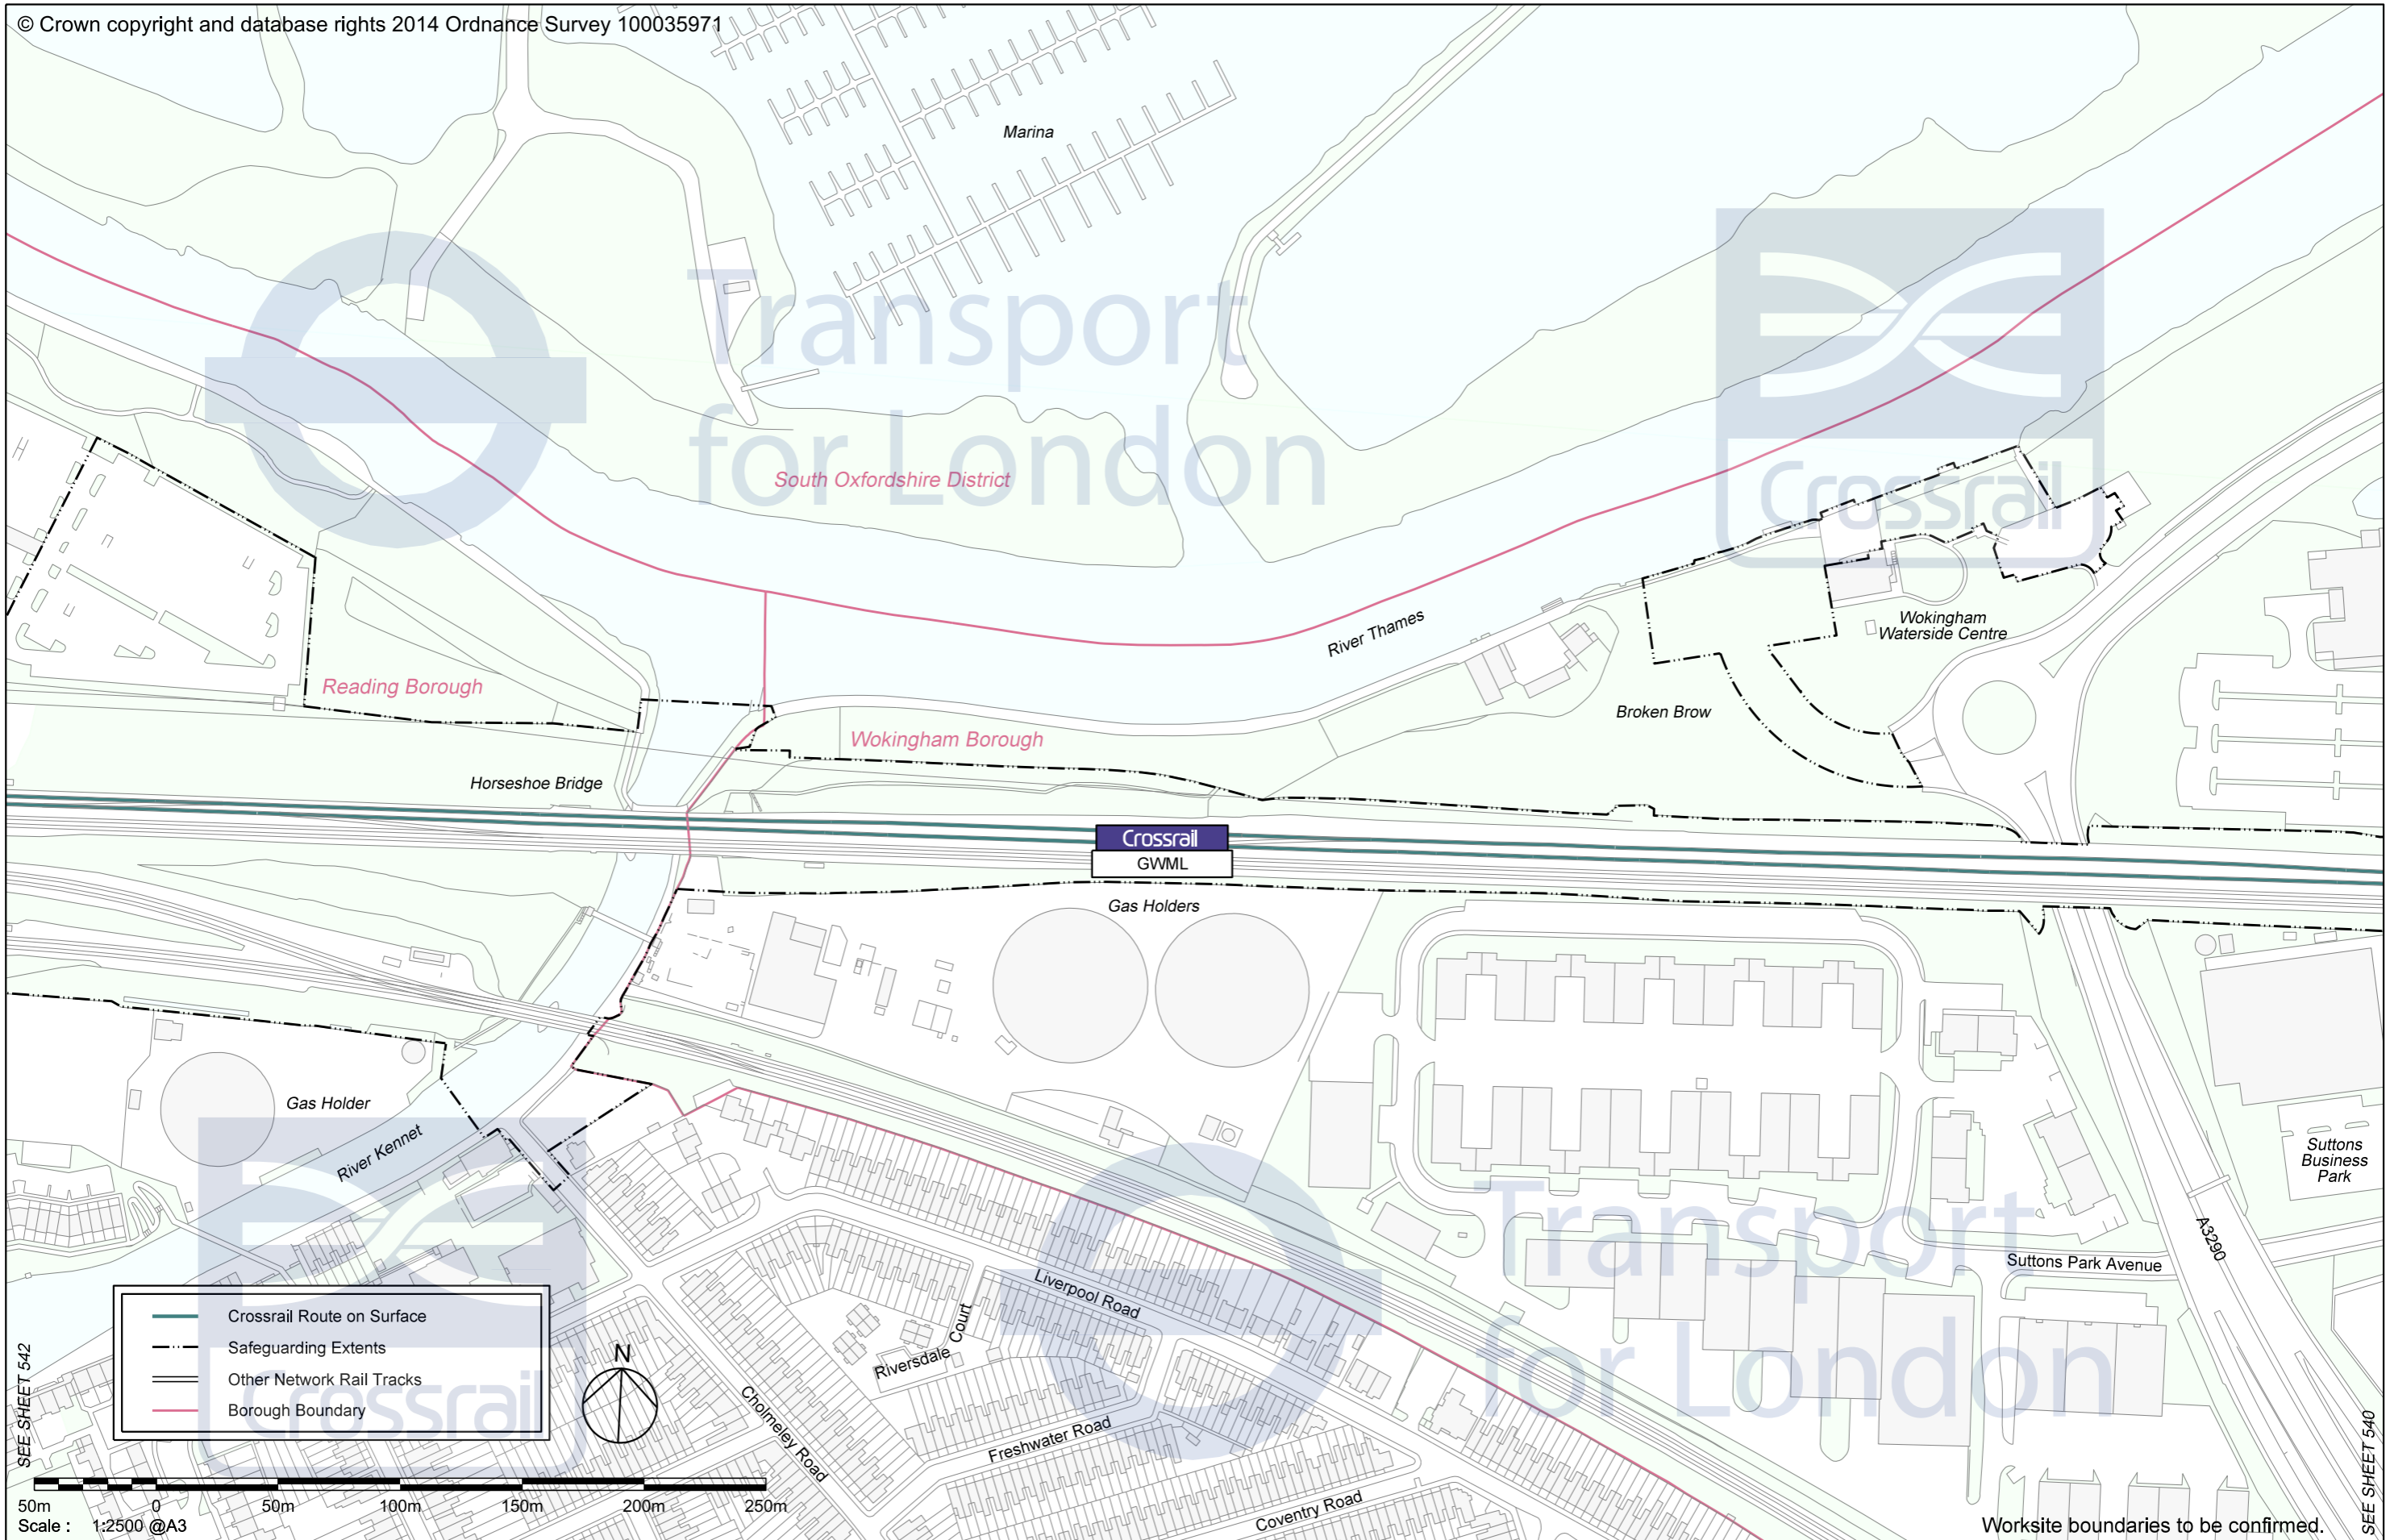 © Crown copyright and database rights 2014 Ordnance Survey 100035971
Marina
Transport
for London
Crossrail
South Oxfordshire District
River Thames
Wokingham
Waterside Centre
Reading Borough
Wokingham Borough
Broken Brow
Horseshoe Bridge
Crossrail
GWML
Gas Holders
Gas Holder
River Kennet
Suttons
Business
Park
Transport
for London
A3290
Suttons Park Avenue
Liverpool Road
Riversdale Court
Cholmeley Road
Freshwater Road
Coventry Road
Crossrail
Crossrail Route on Surface
Safeguarding Extents
Other Network Rail Tracks
Borough Boundary
N
SEE SHEET 542
SEE SHEET 540
50m 0 50m 100m 150m 200m 250m
Scale : 1:2500 @A3
Worksite boundaries to be confirmed.